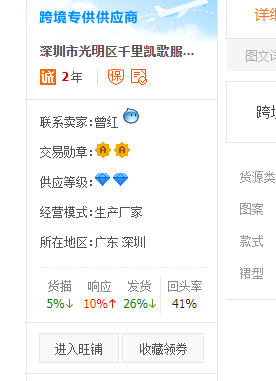 跨境专供供应商
深圳市光明区千里凯歌服...
诚 2年 保
联系卖家:曾红
交易勋章: A A
供应等级:
经营模式:生产厂家
所在地区:广东 深圳
货描 响应 发货 回头率
5%↓ 10%↑ 26%↓ 41%
进入旺铺 收藏领券
详细
图文详
跨
货源类
图案
款式
裙型